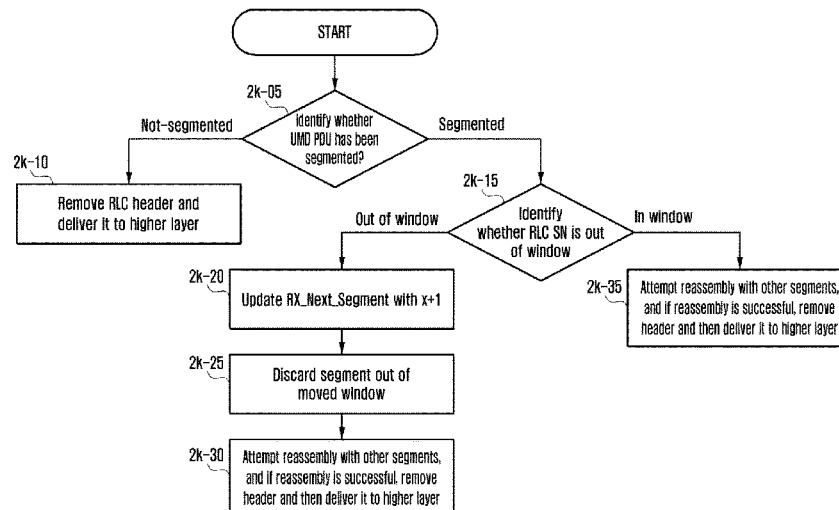 START
2k-05
Identify whether
UMD PDU has been
segmented?
Not-segmented
Segmented
2k-10
Remove RLC header and
deliver it to higher layer
2k-15
Identify
whether RLC SN is out
of window
Out of window
In window
2k-20
Update RX_Next_Segment with x+1
2k-35
Attempt reassembly with other segments,
and if reassembly is successful, remove
header and then deliver it to higher layer
2k-25
Discard segment out of
moved window
2k-30
Attempt reassembly with other segments,
and if reassembly is successful, remove
header and then deliver it to higher layer